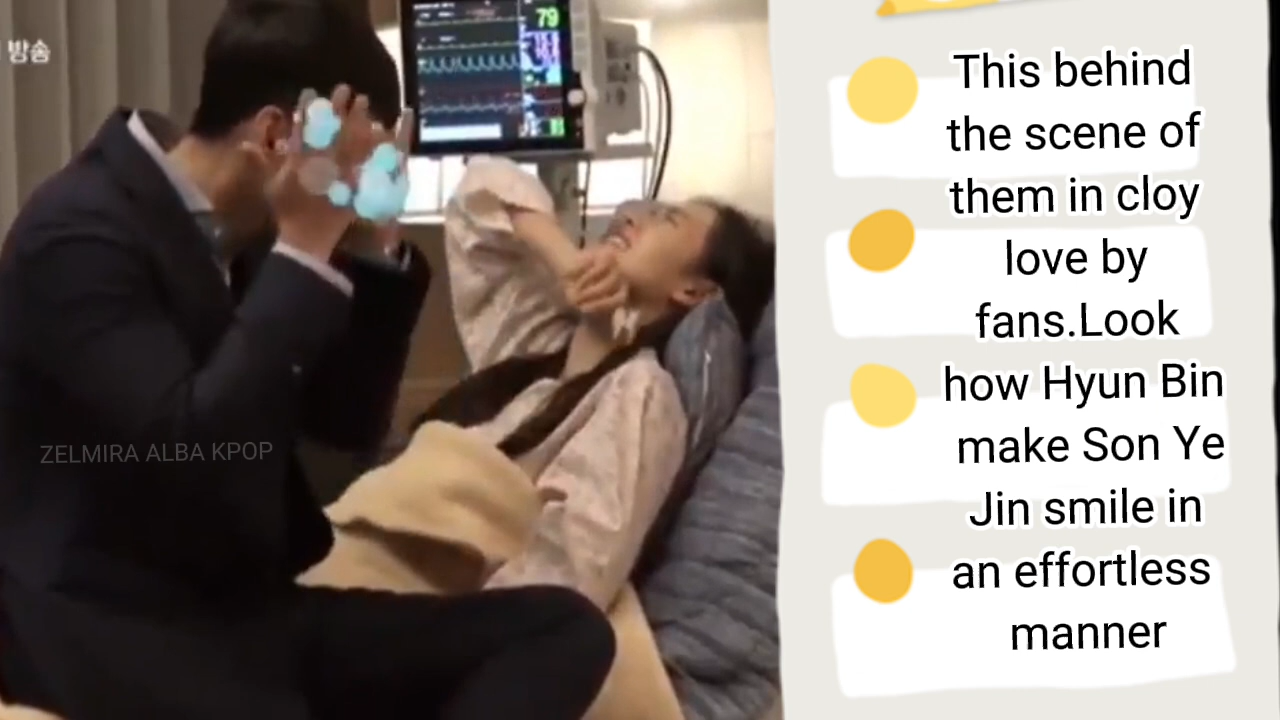 방송
79
ZELMIRA ALBA KPOP
This behind
the scene of
them in cloy
love by
fans.Look
how Hyun Bin
make Son Ye
Jin smile in
an effortless
manner